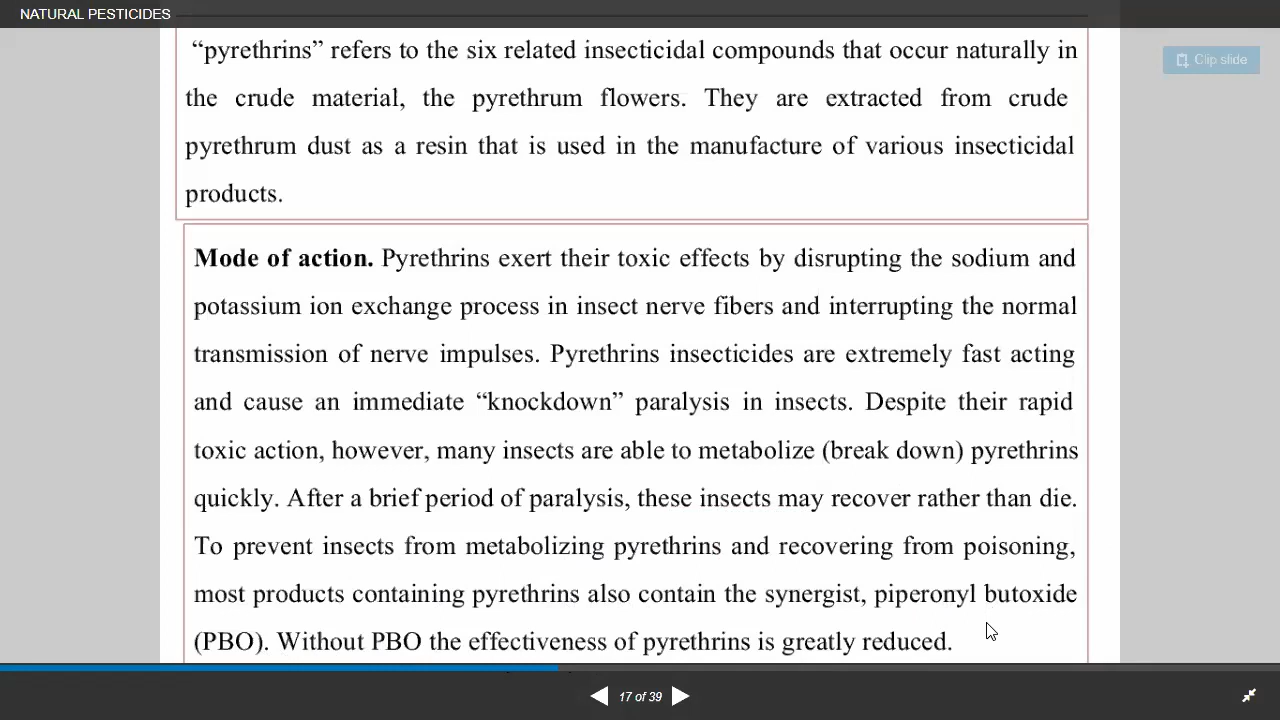 NATURAL PESTICIDES
Clip slide
“pyrethrins” refers to the six related insecticidal compounds that occur naturally in
the crude material, the pyrethrum flowers. They are extracted from crude
pyrethrum dust as a resin that is used in the manufacture of various insecticidal
products.
Mode of action. Pyrethrins exert their toxic effects by disrupting the sodium and
potassium ion exchange process in insect nerve fibers and interrupting the normal
transmission of nerve impulses. Pyrethrins insecticides are extremely fast acting
and cause an immediate “knockdown” paralysis in insects. Despite their rapid
toxic action, however, many insects are able to metabolize (break down) pyrethrins
quickly. After a brief period of paralysis, these insects may recover rather than die.
To prevent insects from metabolizing pyrethrins and recovering from poisoning,
most products containing pyrethrins also contain the synergist, piperonyl butoxide
(PBO). Without PBO the effectiveness of pyrethrins is greatly reduced.
17 of 39